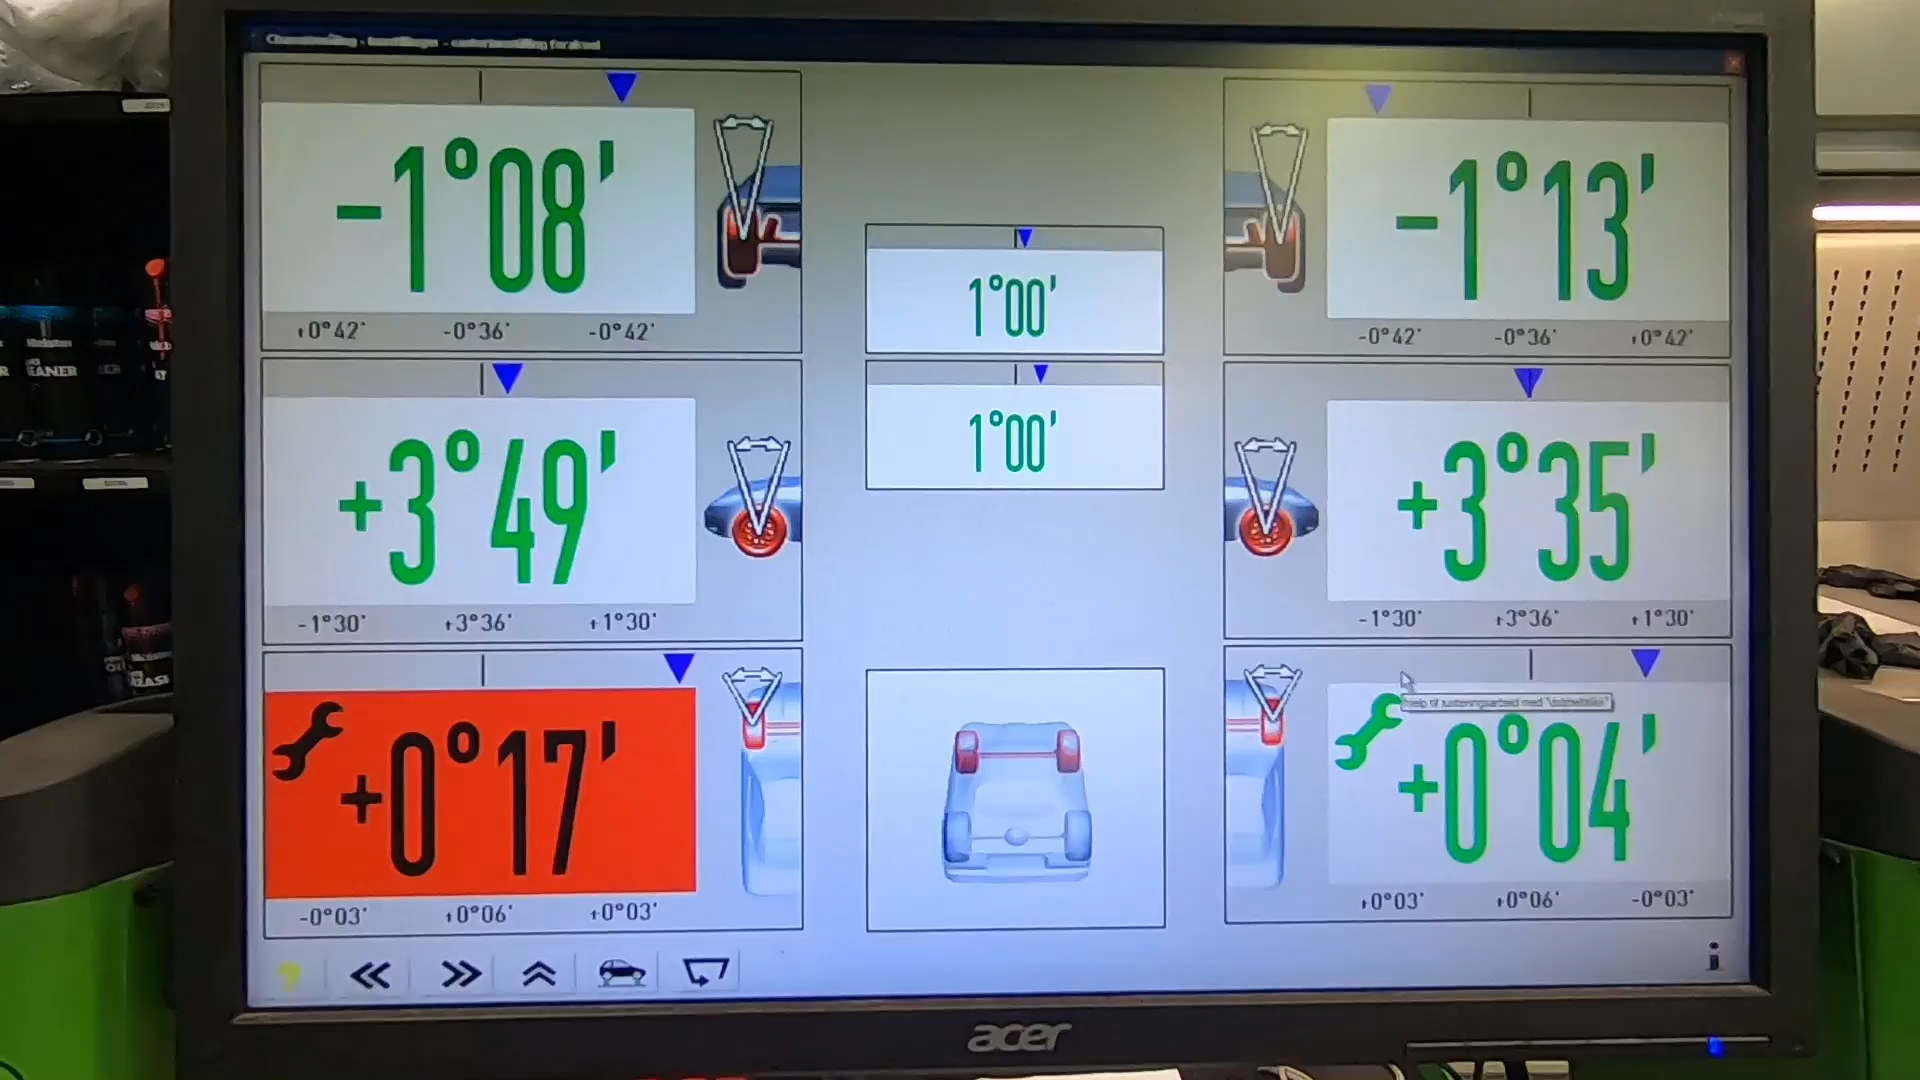 -1°08'
+0°42' -0°36' -0°42'
1°00'
-1°13'
-0°42' -0°36' +0°42'
+3°49'
-1°30' +3°36' +1°30'
1°00'
+3°35'
-1°30' +3°36' +1°30'
+0°17'
-0°03' +0°06' +0°03'
+0°04'
+0°03' +0°06' -0°03'
?
i
acer